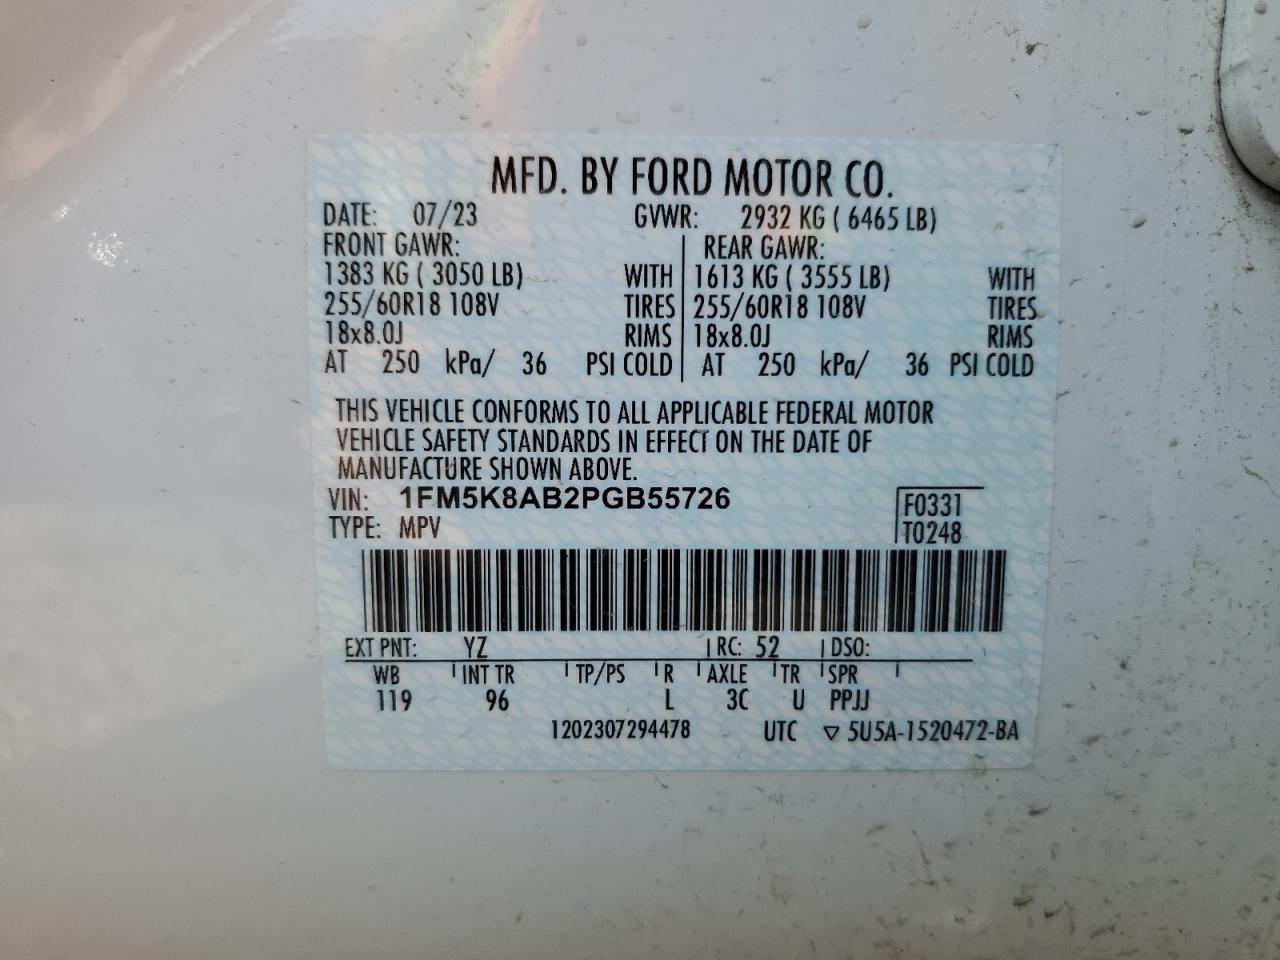 MFD. BY FORD MOTOR CO.
DATE: 07/23 GVWR: 2932 KG ( 6465 LB)
FRONT GAWR: REAR GAWR:
1383 KG ( 3050 LB) WITH 1613 KG ( 3555 LB) WITH
255/60R18 108V TIRES 255/60R18 108V TIRES
18x8.0J RIMS 18x8.0J RIMS
AT 250 kPa/ 36 PSI COLD AT 250 kPa/ 36 PSI COLD
THIS VEHICLE CONFORMS TO ALL APPLICABLE FEDERAL MOTOR
VEHICLE SAFETY STANDARDS IN EFFECT ON THE DATE OF
MANUFACTURE SHOWN ABOVE.
VIN: 1FM5K8AB2PGB55726 F0331
TYPE: MPV T0248
EXT PNT: YZ RC: 52 DSO:
WB INT TR TP/PS R AXLE TR SPR
119 96 L 3C U PPJJ
1202307294478 UTC ▽ 5U5A-1520472-BA